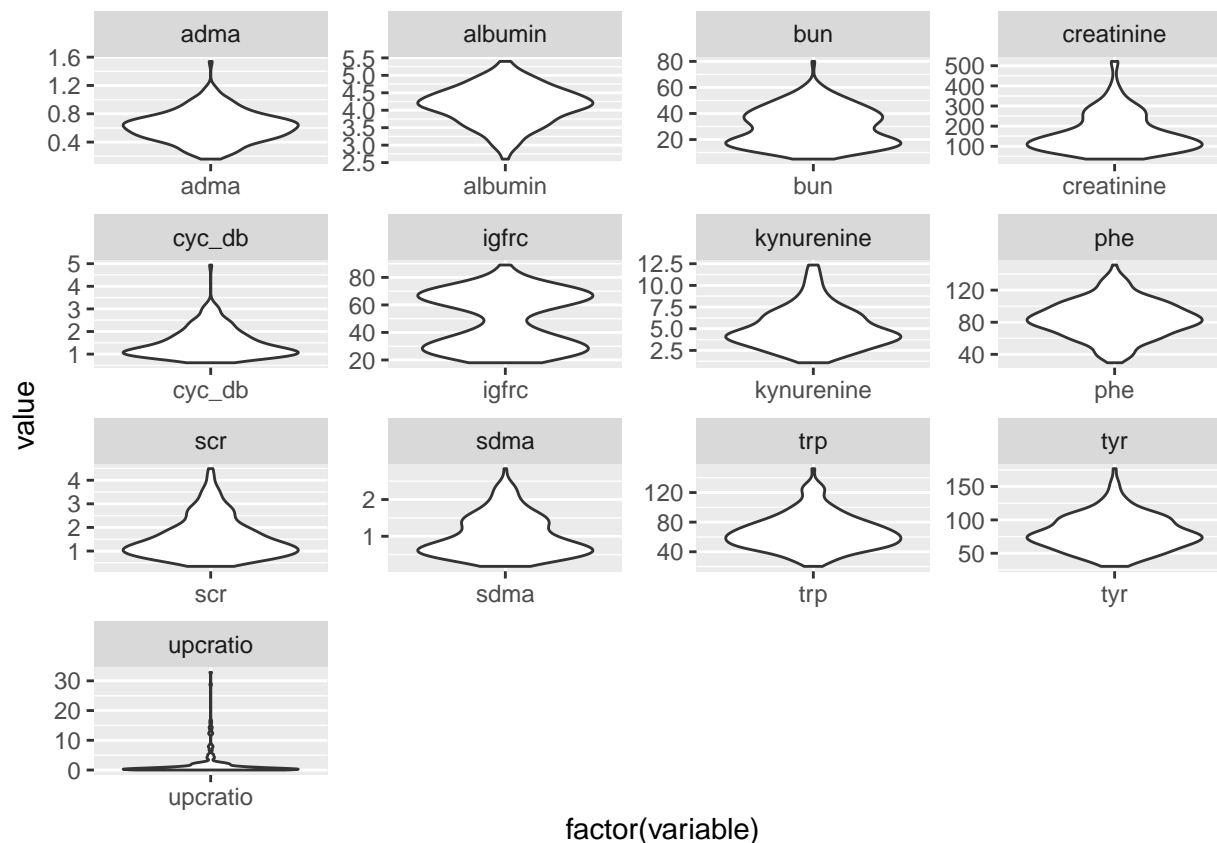 adma
albumin
bun
creatinine
1.6
1.2
0.8
0.4
5.5
5.0
4.5
4.0
3.5
3.0
2.5
80
60
40
20
500
400
300
200
100
adma
albumin
bun
creatinine
cyc_db
igfrc
kynurenine
phe
5
4
3
2
1
80
60
40
20
12.5
10.0
7.5
5.0
2.5
120
80
40
cyc_db
igfrc
kynurenine
phe
value
scr
sdma
trp
tyr
4
3
2
1
2
1
120
80
40
150
100
50
scr
sdma
trp
tyr
upcratio
30
20
10
0
upcratio
factor(variable)